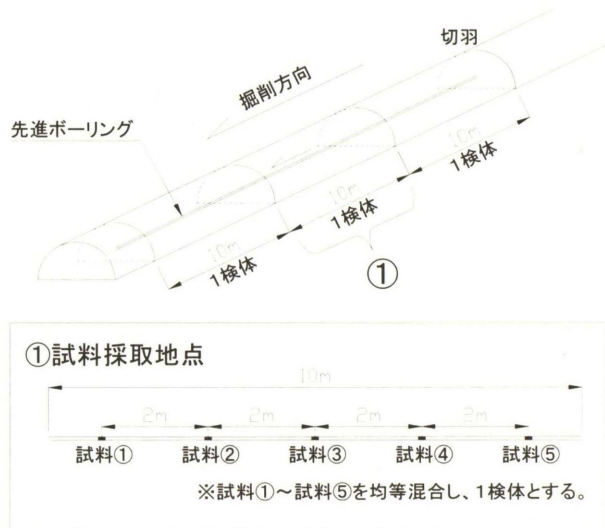 切羽
掘削方向
先進ボーリング
10m
1検体
10m
1検体
10m
1検体
①
①試料採取地点
10m
2m 2m 2m 2m
試料① 試料② 試料③ 試料④ 試料⑤
※試料①～試料⑤を均等混合し、1検体とする。